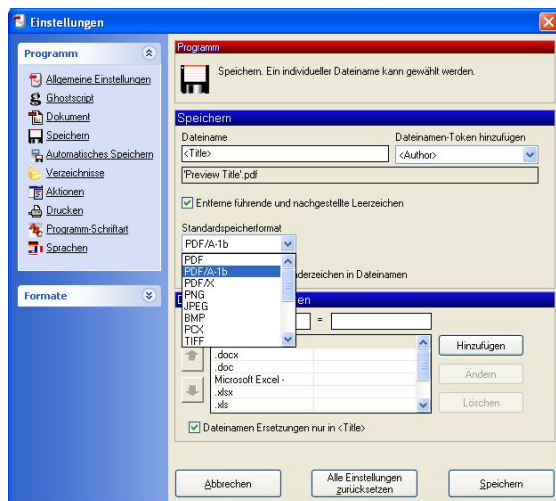 Einstellungen
Programm
Allgemeine Einstellungen
Ghostscript
Dokument
Speichern
Automatisches Speichern
Verzeichnisse
Aktionen
Drucken
Programm-Schriftart
Sprachen
Formate
Programm
Speichern. Ein individueller Dateiname kann gewählt werden.
Speichern
Dateiname
Dateinamen-Token hinzufügen
<Title>
<Author>
'Preview Title'.pdf
Entferne führende und nachgestellte Leerzeichen
Standardspeicherformat
PDF/A-1b
PDF
PDF/A-1b
PDF/X
PNG
JPEG
BMP
PCX
TIFF
nderzeichen in Dateinamen
D
en
=
Hinzufügen
.docx
.doc
Ändern
Microsoft Excel -
.xlsx
Löschen
.xls
Dateinamen Ersetzungen nur in <Title>
Abbrechen
Alle Einstellungen
zurücksetzen
Speichern